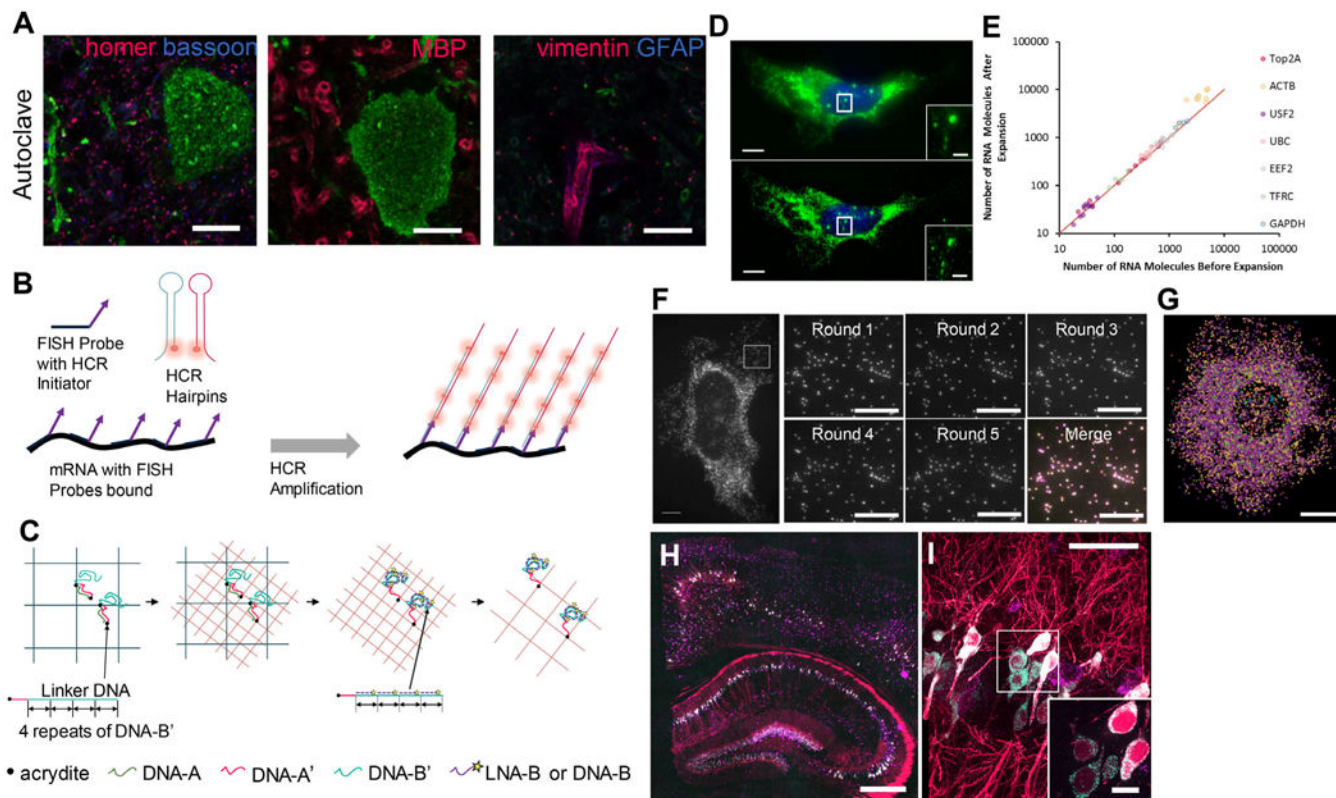 A
homer bassoon
MBP
vimentin GFAP
Autoclave
B
FISH Probe
with HCR
Initiator
HCR
Hairpins
mRNA with FISH
Probes bound
HCR
Amplification
C
Linker DNA
4 repeats of DNA-B'
acrydite
DNA-A
DNA-A'
DNA-B'
LNA-B or DNA-B
D
E
Number of RNA Molecules After
Expansion
100000
10000
1000
100
10
10
100
1000
10000
100000
Number of RNA Molecules Before Expansion
Top2A
ACTB
USF2
UBC
EEF2
TFRC
GAPDH
F
Round 1
Round 2
Round 3
Round 4
Round 5
Merge
G
H
I